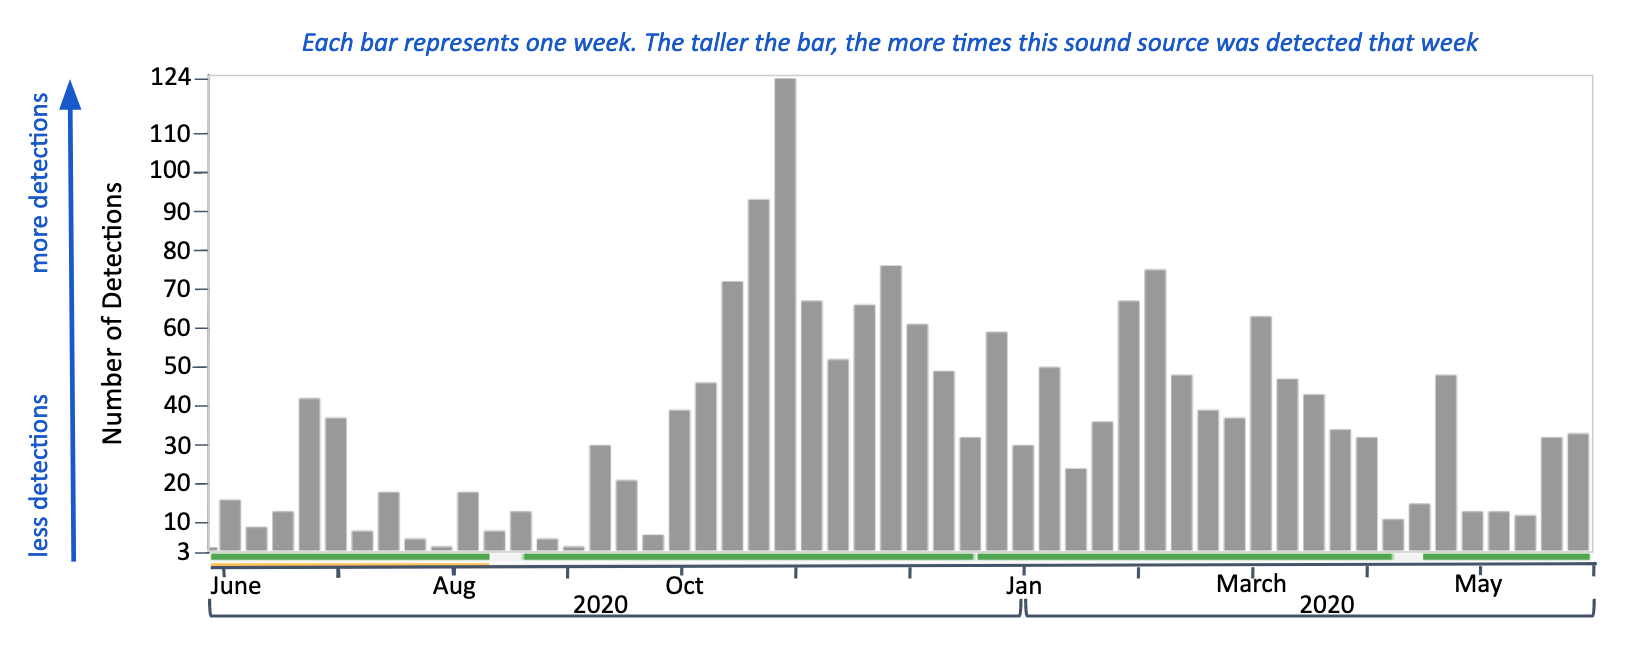 Each bar represents one week. The taller the bar, the more times this sound source was detected that week
more detections
less detections
Number of Detections
124
110
100
90
80
70
60
50
40
30
20
10
3
June Aug Oct Jan March May
2020 2020